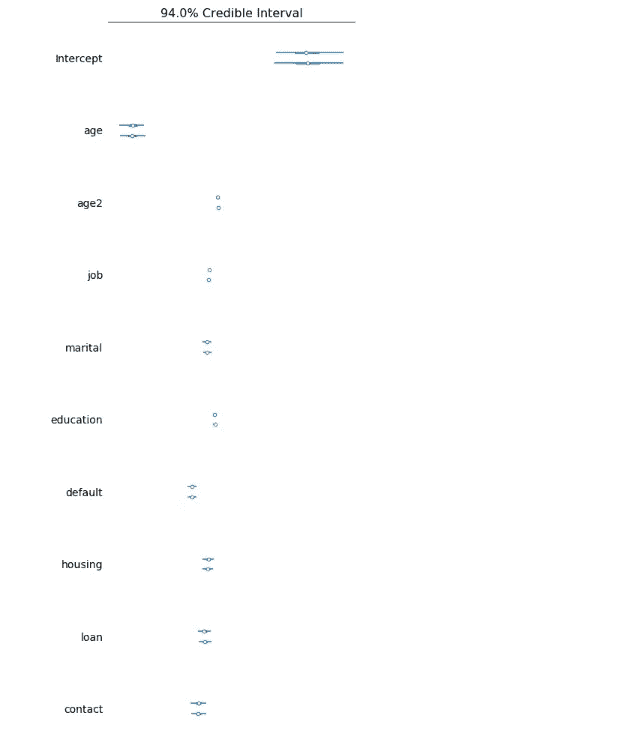 94.0% Credible Interval
Intercept
age
age2
job
marital
education
default
housing
loan
contact